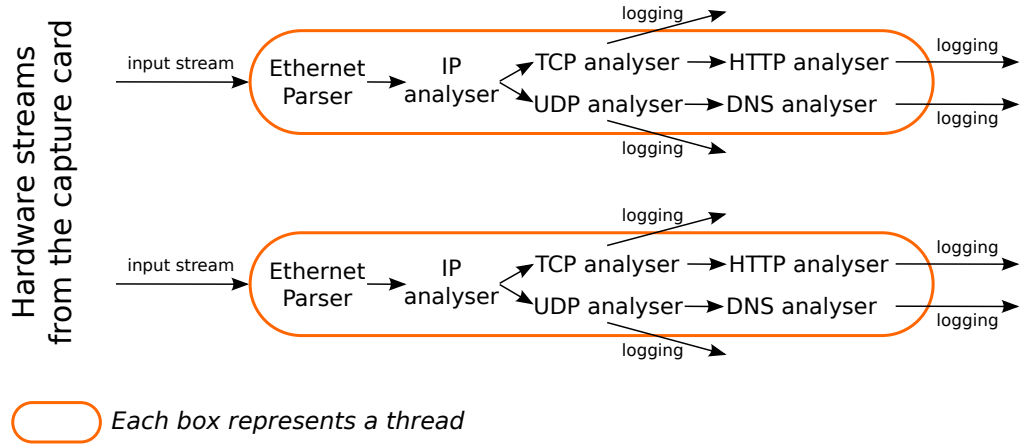 Hardware streams
from the capture card
logging
input stream
Ethernet
Parser
IP
analyser
TCP analyser
HTTP analyser
logging
UDP analyser
DNS analyser
logging
logging
logging
input stream
Ethernet
Parser
IP
analyser
TCP analyser
HTTP analyser
logging
UDP analyser
DNS analyser
logging
logging
Each box represents a thread